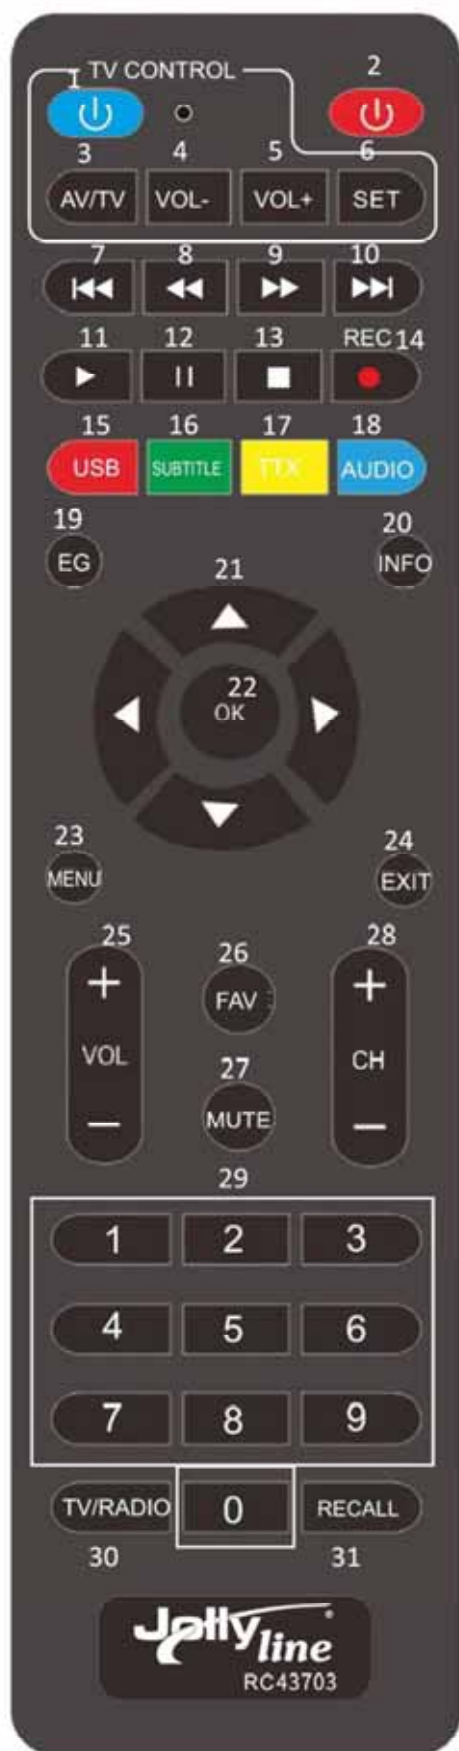 TV CONTROL
1 2
3 4 5 6
AV/TV VOL- VOL+ SET
7 8 9 10
11 12 13 REC 14
15 16 17 18
USB SUBTITLE TTX AUDIO
19 20
EG INFO
21
22
OK
23 24
MENU EXIT
25 26 28
+ FAV +
VOL CH
27
- MUTE -
29
1 2 3
4 5 6
7 8 9
TV/RADIO 0 RECALL
30 31
Jolly line ®
RC43703